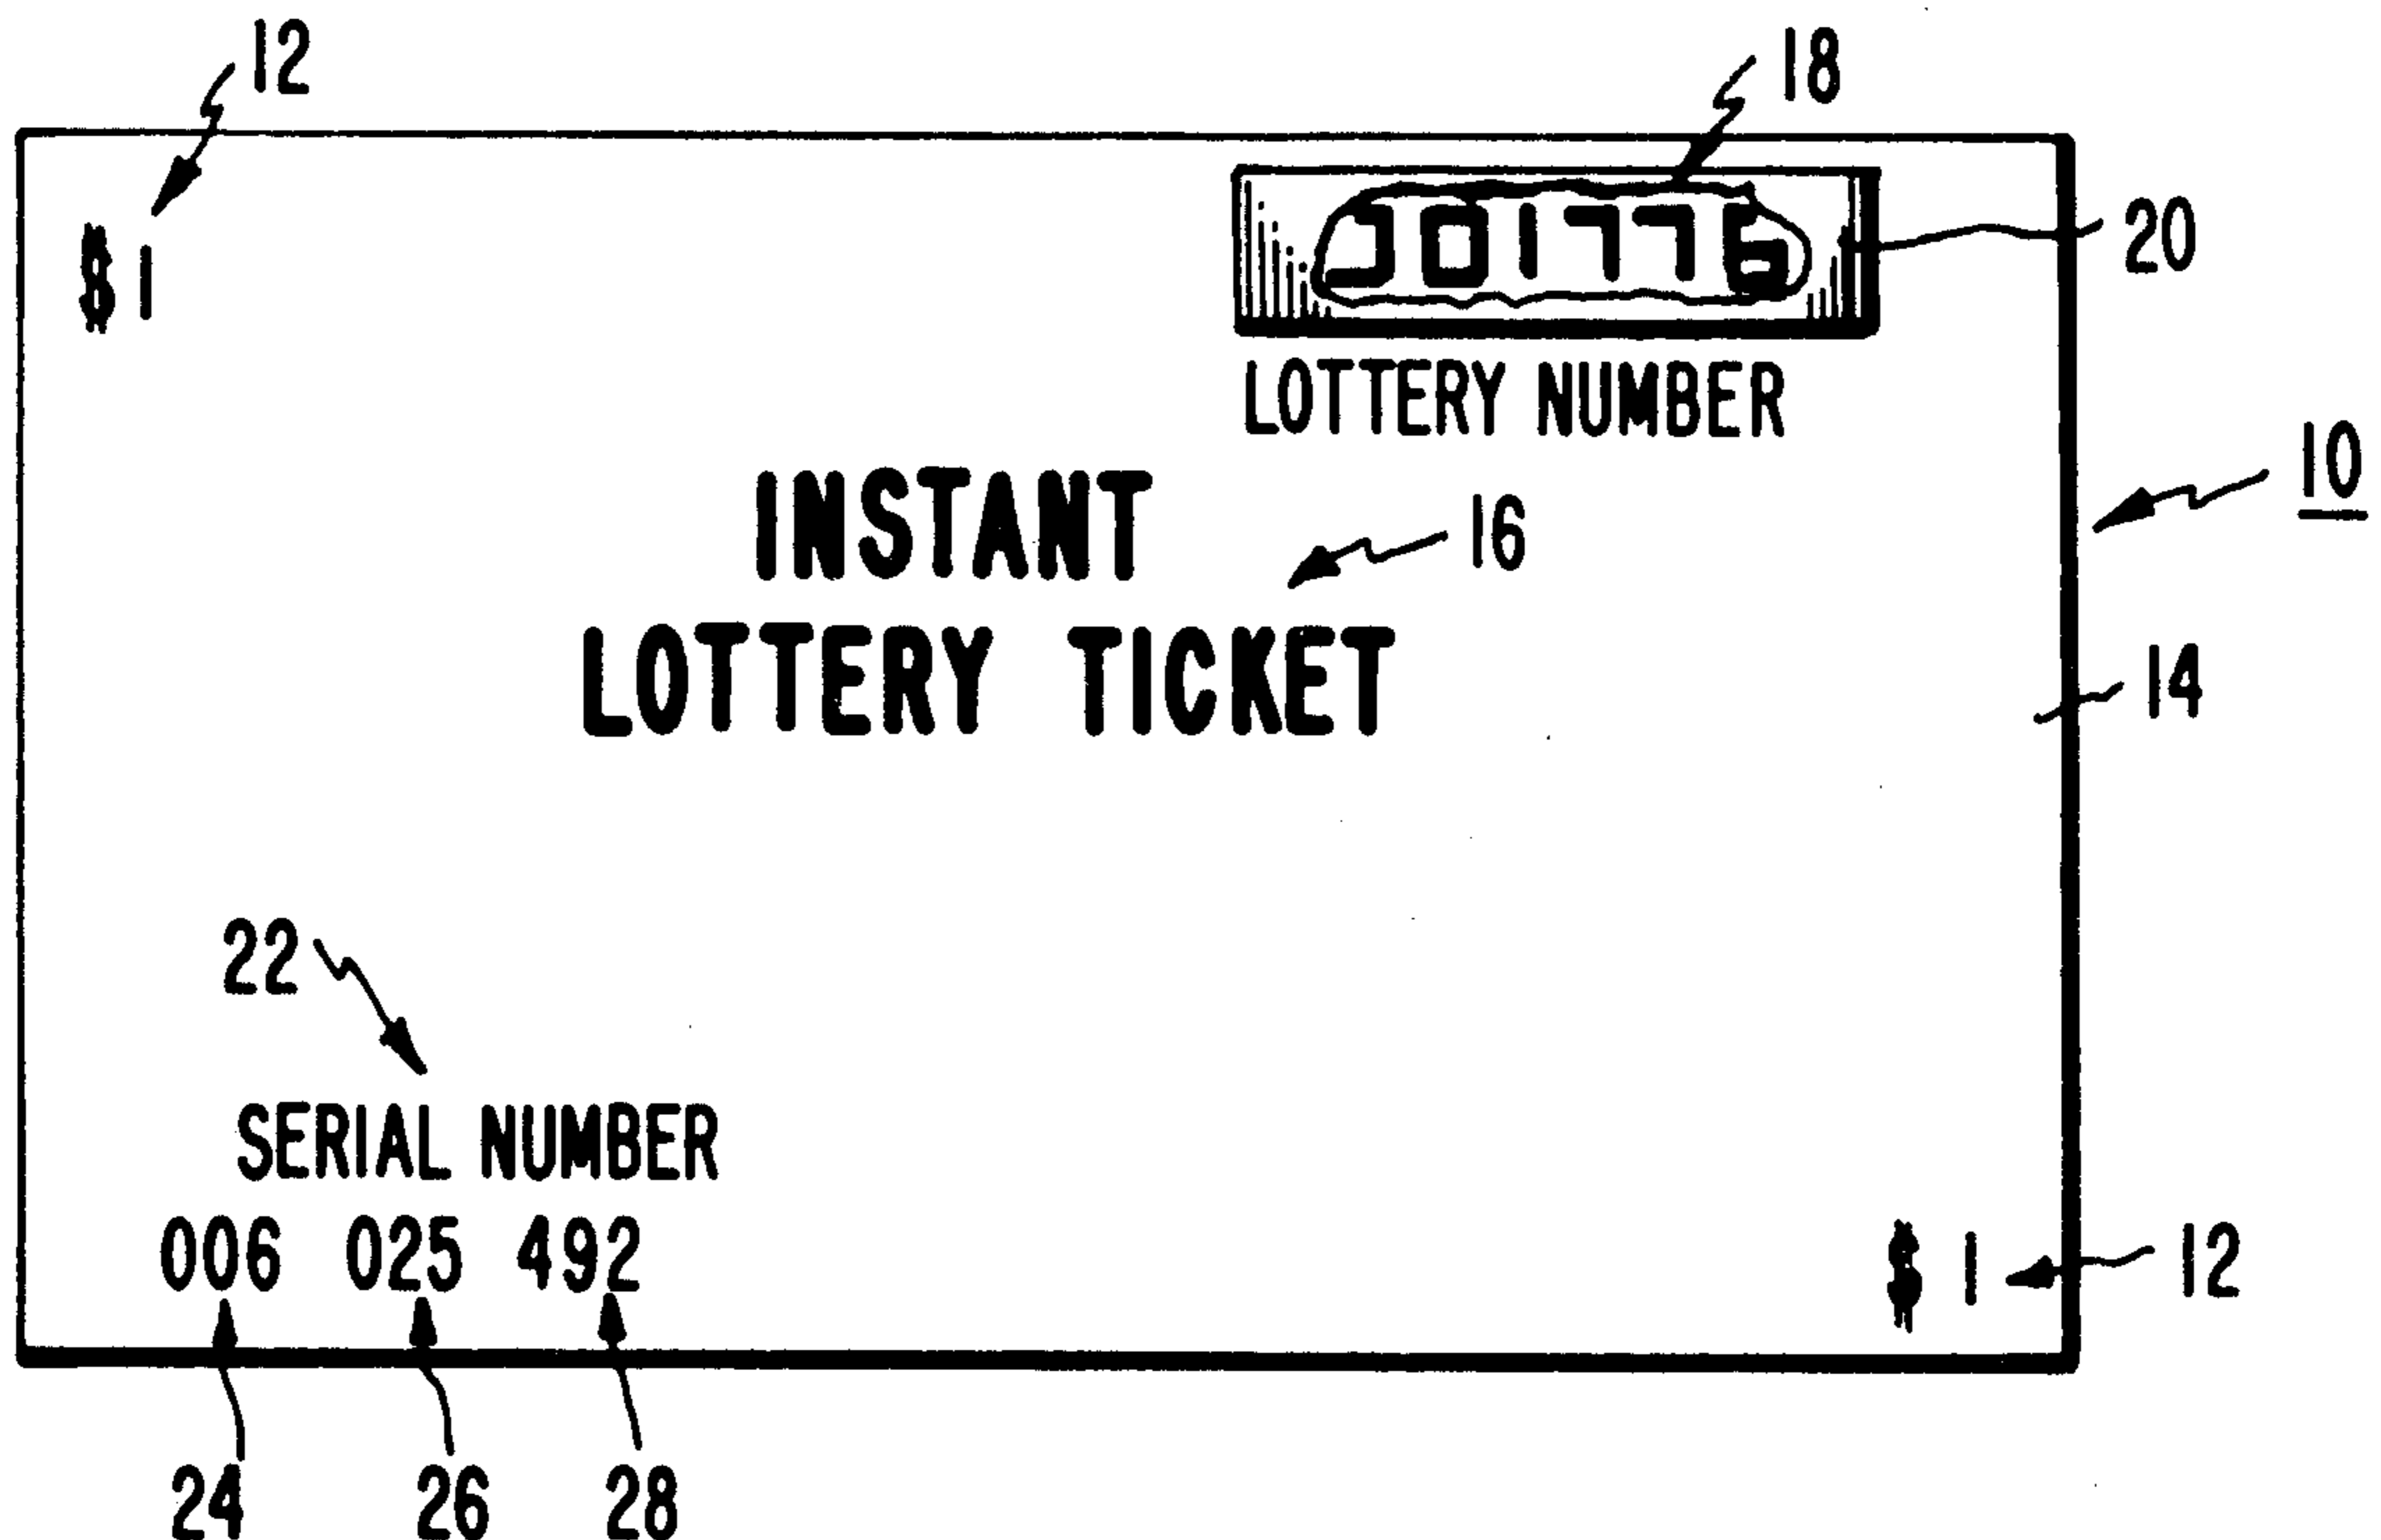 12
18
$1
J01776
20
LOTTERY NUMBER
10
INSTANT
16
LOTTERY TICKET
14
22
SERIAL NUMBER
006 025 492
$1
12
24 26 28